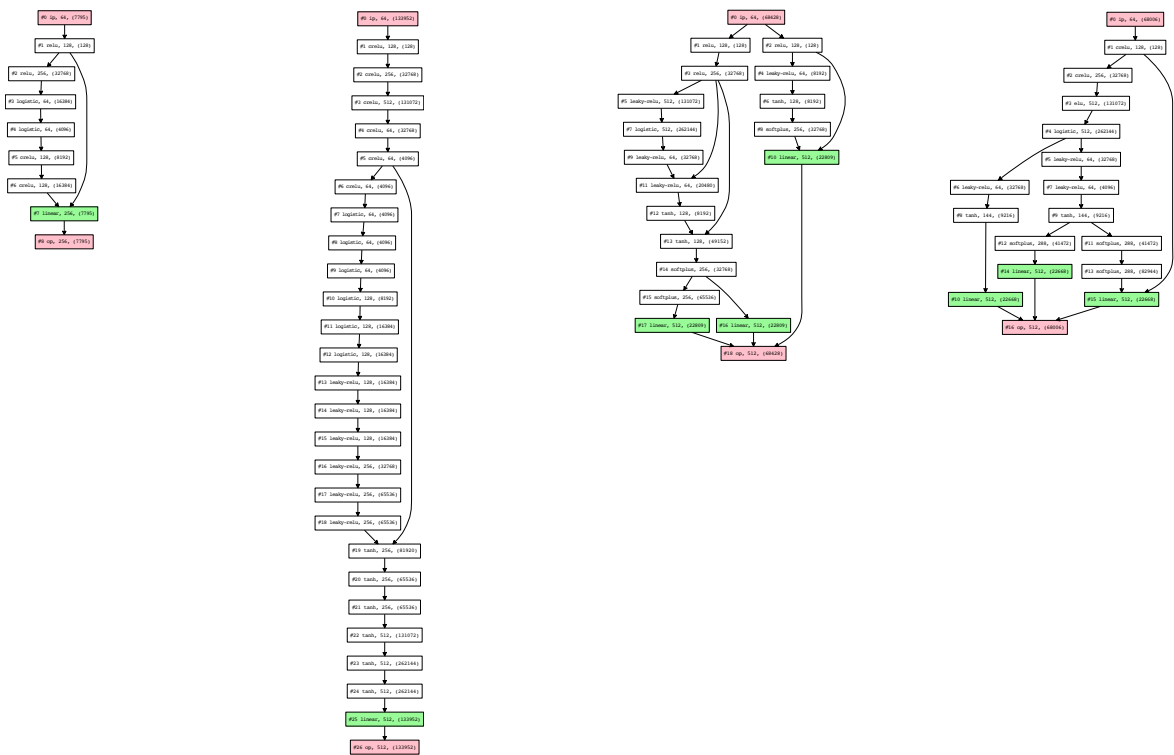 #0 ip, 64, (7795)
#1 relu, 128, (128)
#2 relu, 256, (32768)
#3 logistic, 64, (16384)
#4 logistic, 64, (4096)
#5 crelu, 128, (8192)
#6 crelu, 128, (16384)
#7 linear, 256, (7795)
#8 op, 256, (7795)
#0 ip, 64, (133952)
#1 crelu, 128, (128)
#2 crelu, 256, (32768)
#3 crelu, 512, (131072)
#4 crelu, 64, (32768)
#5 crelu, 64, (4096)
#6 crelu, 64, (4096)
#7 logistic, 64, (4096)
#8 logistic, 64, (4096)
#9 logistic, 64, (4096)
#10 logistic, 128, (8192)
#11 logistic, 128, (16384)
#12 logistic, 128, (16384)
#13 leaky-relu, 128, (16384)
#14 leaky-relu, 128, (16384)
#15 leaky-relu, 128, (16384)
#16 leaky-relu, 256, (32768)
#17 leaky-relu, 256, (65536)
#18 leaky-relu, 256, (65536)
#19 tanh, 256, (81920)
#20 tanh, 256, (65536)
#21 tanh, 256, (65536)
#22 tanh, 512, (131072)
#23 tanh, 512, (262144)
#24 tanh, 512, (262144)
#25 linear, 512, (133952)
#26 op, 512, (133952)
#0 ip, 64, (68428)
#1 relu, 128, (128)
#2 relu, 128, (128)
#3 relu, 256, (32768)
#4 leaky-relu, 64, (8192)
#5 leaky-relu, 512, (131072)
#6 tanh, 128, (8192)
#7 logistic, 512, (262144)
#8 softplus, 256, (32768)
#9 leaky-relu, 64, (32768)
#10 linear, 512, (22809)
#11 leaky-relu, 64, (20480)
#12 tanh, 128, (8192)
#13 tanh, 128, (49152)
#14 softplus, 256, (32768)
#15 softplus, 256, (65536)
#17 linear, 512, (22809)
#16 linear, 512, (22809)
#18 op, 512, (68428)
#0 ip, 64, (68006)
#1 crelu, 128, (128)
#2 crelu, 256, (32768)
#3 elu, 512, (131072)
#4 logistic, 512, (262144)
#5 leaky-relu, 64, (32768)
#6 leaky-relu, 64, (32768)
#7 leaky-relu, 64, (4096)
#8 tanh, 144, (9216)
#9 tanh, 144, (9216)
#12 softplus, 288, (41472)
#11 softplus, 288, (41472)
#14 linear, 512, (22668)
#13 softplus, 288, (82944)
#10 linear, 512, (22668)
#15 linear, 512, (22668)
#16 op, 512, (68006)